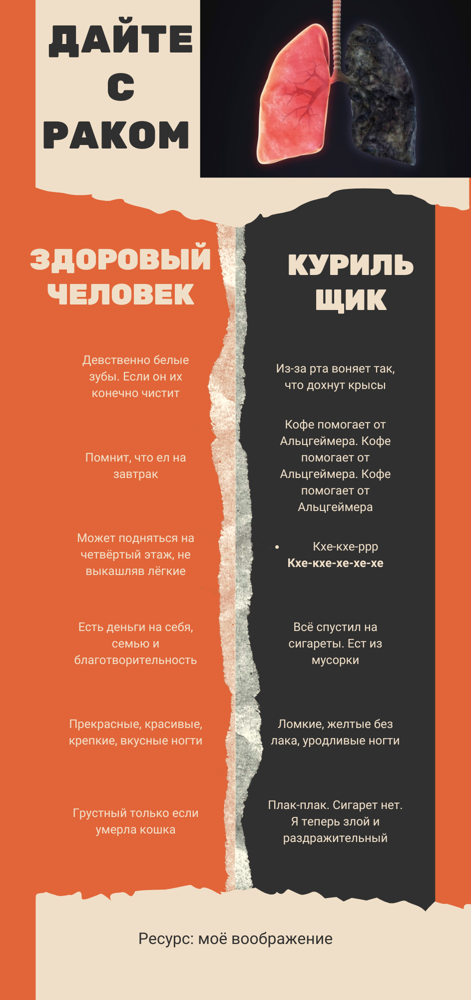 ДАЙТЕ
С
РАКОМ
ЗДОРОВЫЙ
ЧЕЛОВЕК
Девственно белые
зубы. Если он их
конечно чистит
Помнит, что ел на
завтрак
Может подняться на
четвёртый этаж, не
выкашляв лёгкие
Есть деньги на себя,
семью и
благотворительность
Прекрасные, красивые,
крепкие, вкусные ногти
Грустный только если
умерла кошка
КУРИЛЬ
ЩИК
Из-за рта воняет так,
что дохнут крысы
Кофе помогает от
Альцгеймера. Кофе
помогает от
Альцгеймера. Кофе
помогает от
Альцгеймера
• Кхе-кхе-ррр
Кхе-кхе-хе-хе-хе
Всё спустил на
сигареты. Ест из
мусорки
Ломкие, желтые без
лака, уродливые ногти
Плак-плак. Сигарет нет.
Я теперь злой и
раздражительный
Ресурс: моё воображение